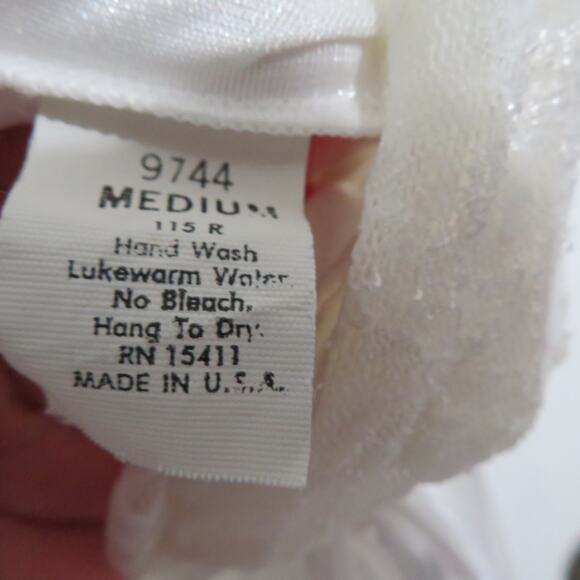 9744
MEDIUM
115 R
Hand Wash
Lukewarm Water.
No Bleach.
Hang To Dry.
RN 15411
MADE IN U.S.A.